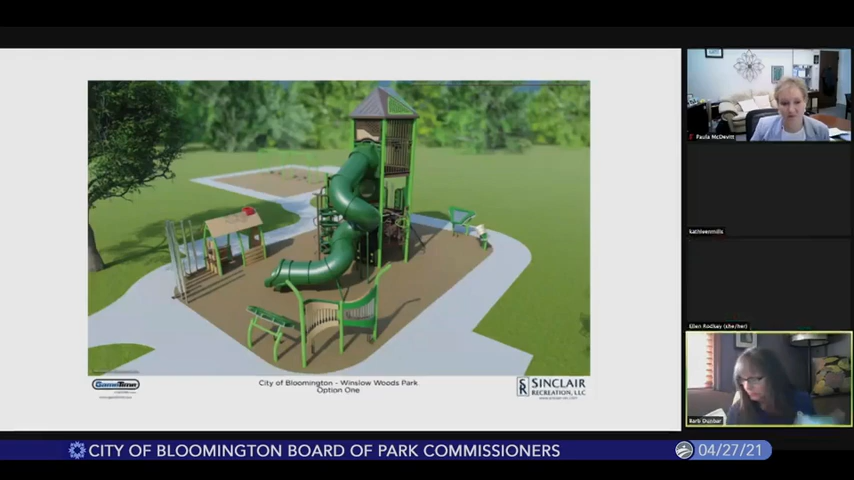 Paula McDevitt
kathleenmills
Ellen Rodkey (she/her)
Barb Dunbar
GameTime
City of Bloomington - Winslow Woods Park
Option One
SINCLAIR
RECREATION, LLC
CITY OF BLOOMINGTON BOARD OF PARK COMMISSIONERS
04/27/21